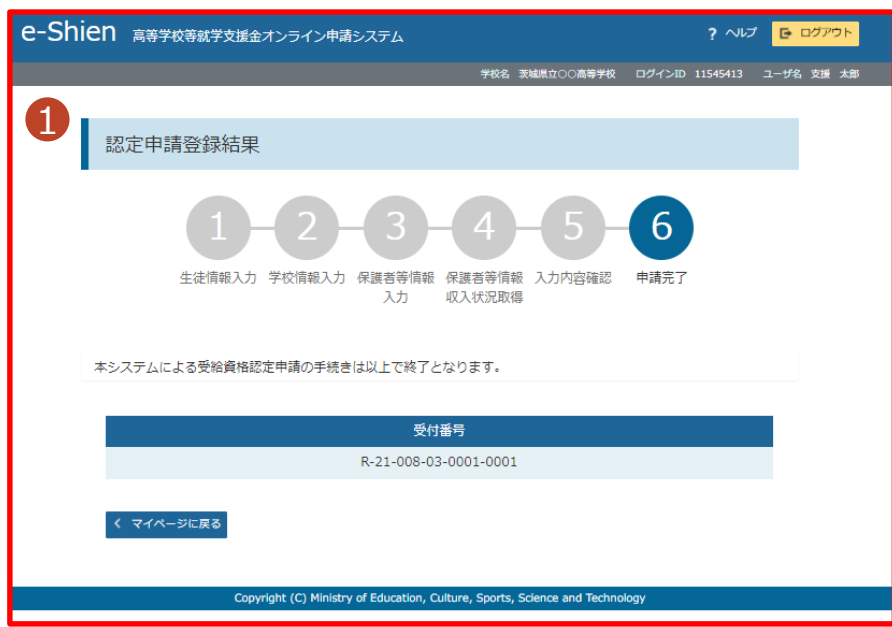 e-Shien 高等学校等就学支援金オンライン申請システム ? ヘルプ ログアウト
学校名 茨城県立○○高等学校 ログインID 11545413 ユーザ名 支援 太郎
1
認定申請登録結果
1 2 3 4 5 6
生徒情報入力 学校情報入力 保護者等情報入力 保護者等情報収入状況取得 入力内容確認 申請完了
本システムによる受給資格認定申請の手続きは以上で終了となります。
受付番号
R-21-008-03-0001-0001
マイページに戻る
Copyright (C) Ministry of Education, Culture, Sports, Science and Technology